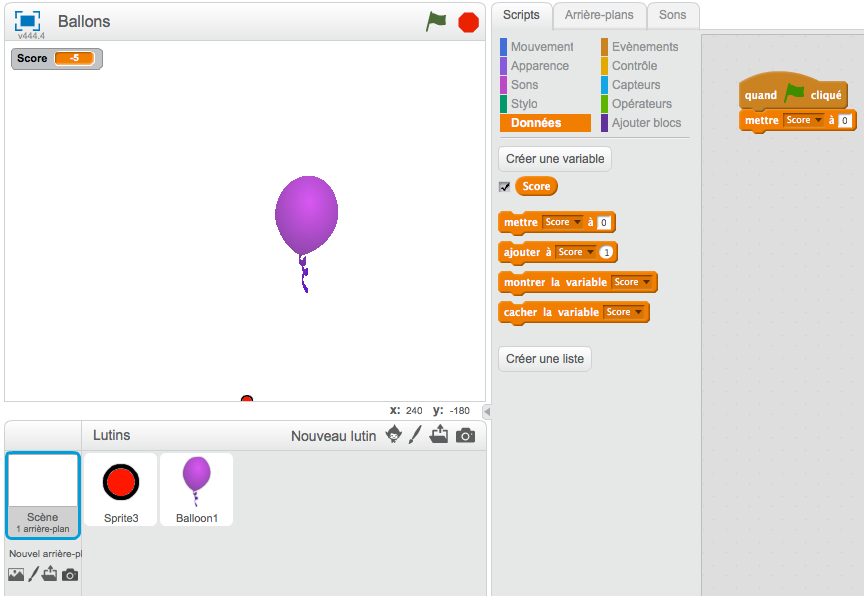 Ballons
v444.4
Score -5
x: 240 y: -180
Lutins
Nouveau lutin
Scène
1 arrière-plan
Sprite3
Balloon1
Nouvel arrière-pl
Scripts
Arrière-plans
Sons
Mouvement
Evènements
Apparence
Contrôle
Sons
Capteurs
Stylo
Opérateurs
Données
Ajouter blocs
Créer une variable
Score
mettre Score à 0
ajouter à Score 1
montrer la variable Score
cacher la variable Score
Créer une liste
quand cliqué
mettre Score à 0